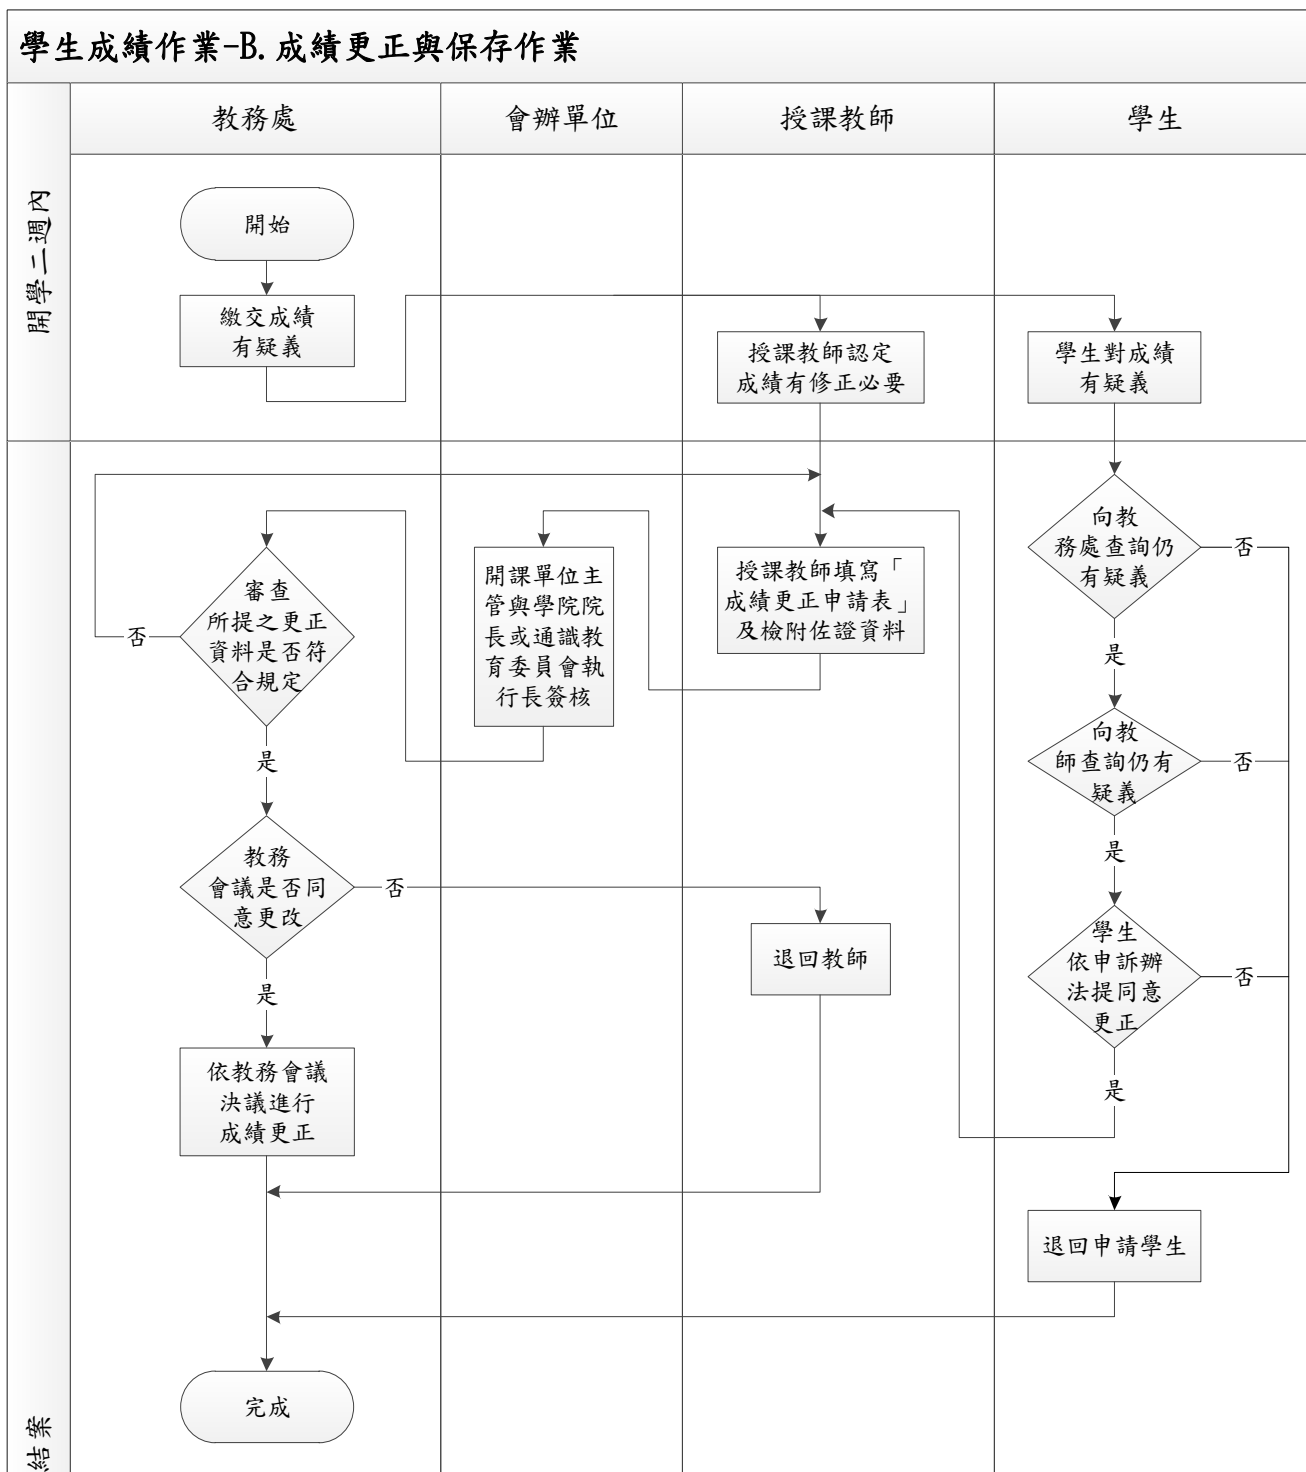 學生成績作業-B.成績更正與保存作業
教務處
會辦單位
授課教師
學生
開學二週內
開始
繳交成績
有疑義
授課教師認定
成績有修正必要
學生對成績
有疑義
向教
務處查詢仍
有疑義
否
是
授課教師填寫「
成績更正申請表」
及檢附佐證資料
開課單位主
管與學院院
長或通識教
育委員會執
行長簽核
審查
所提之更正
資料是否符
合規定
否
是
向教
師查詢仍有
疑義
否
是
教務
會議是否同
意更改
否
是
退回教師
學生
依申訴辦
法提同意
更正
否
是
依教務會議
決議進行
成績更正
退回申請學生
完成
結案